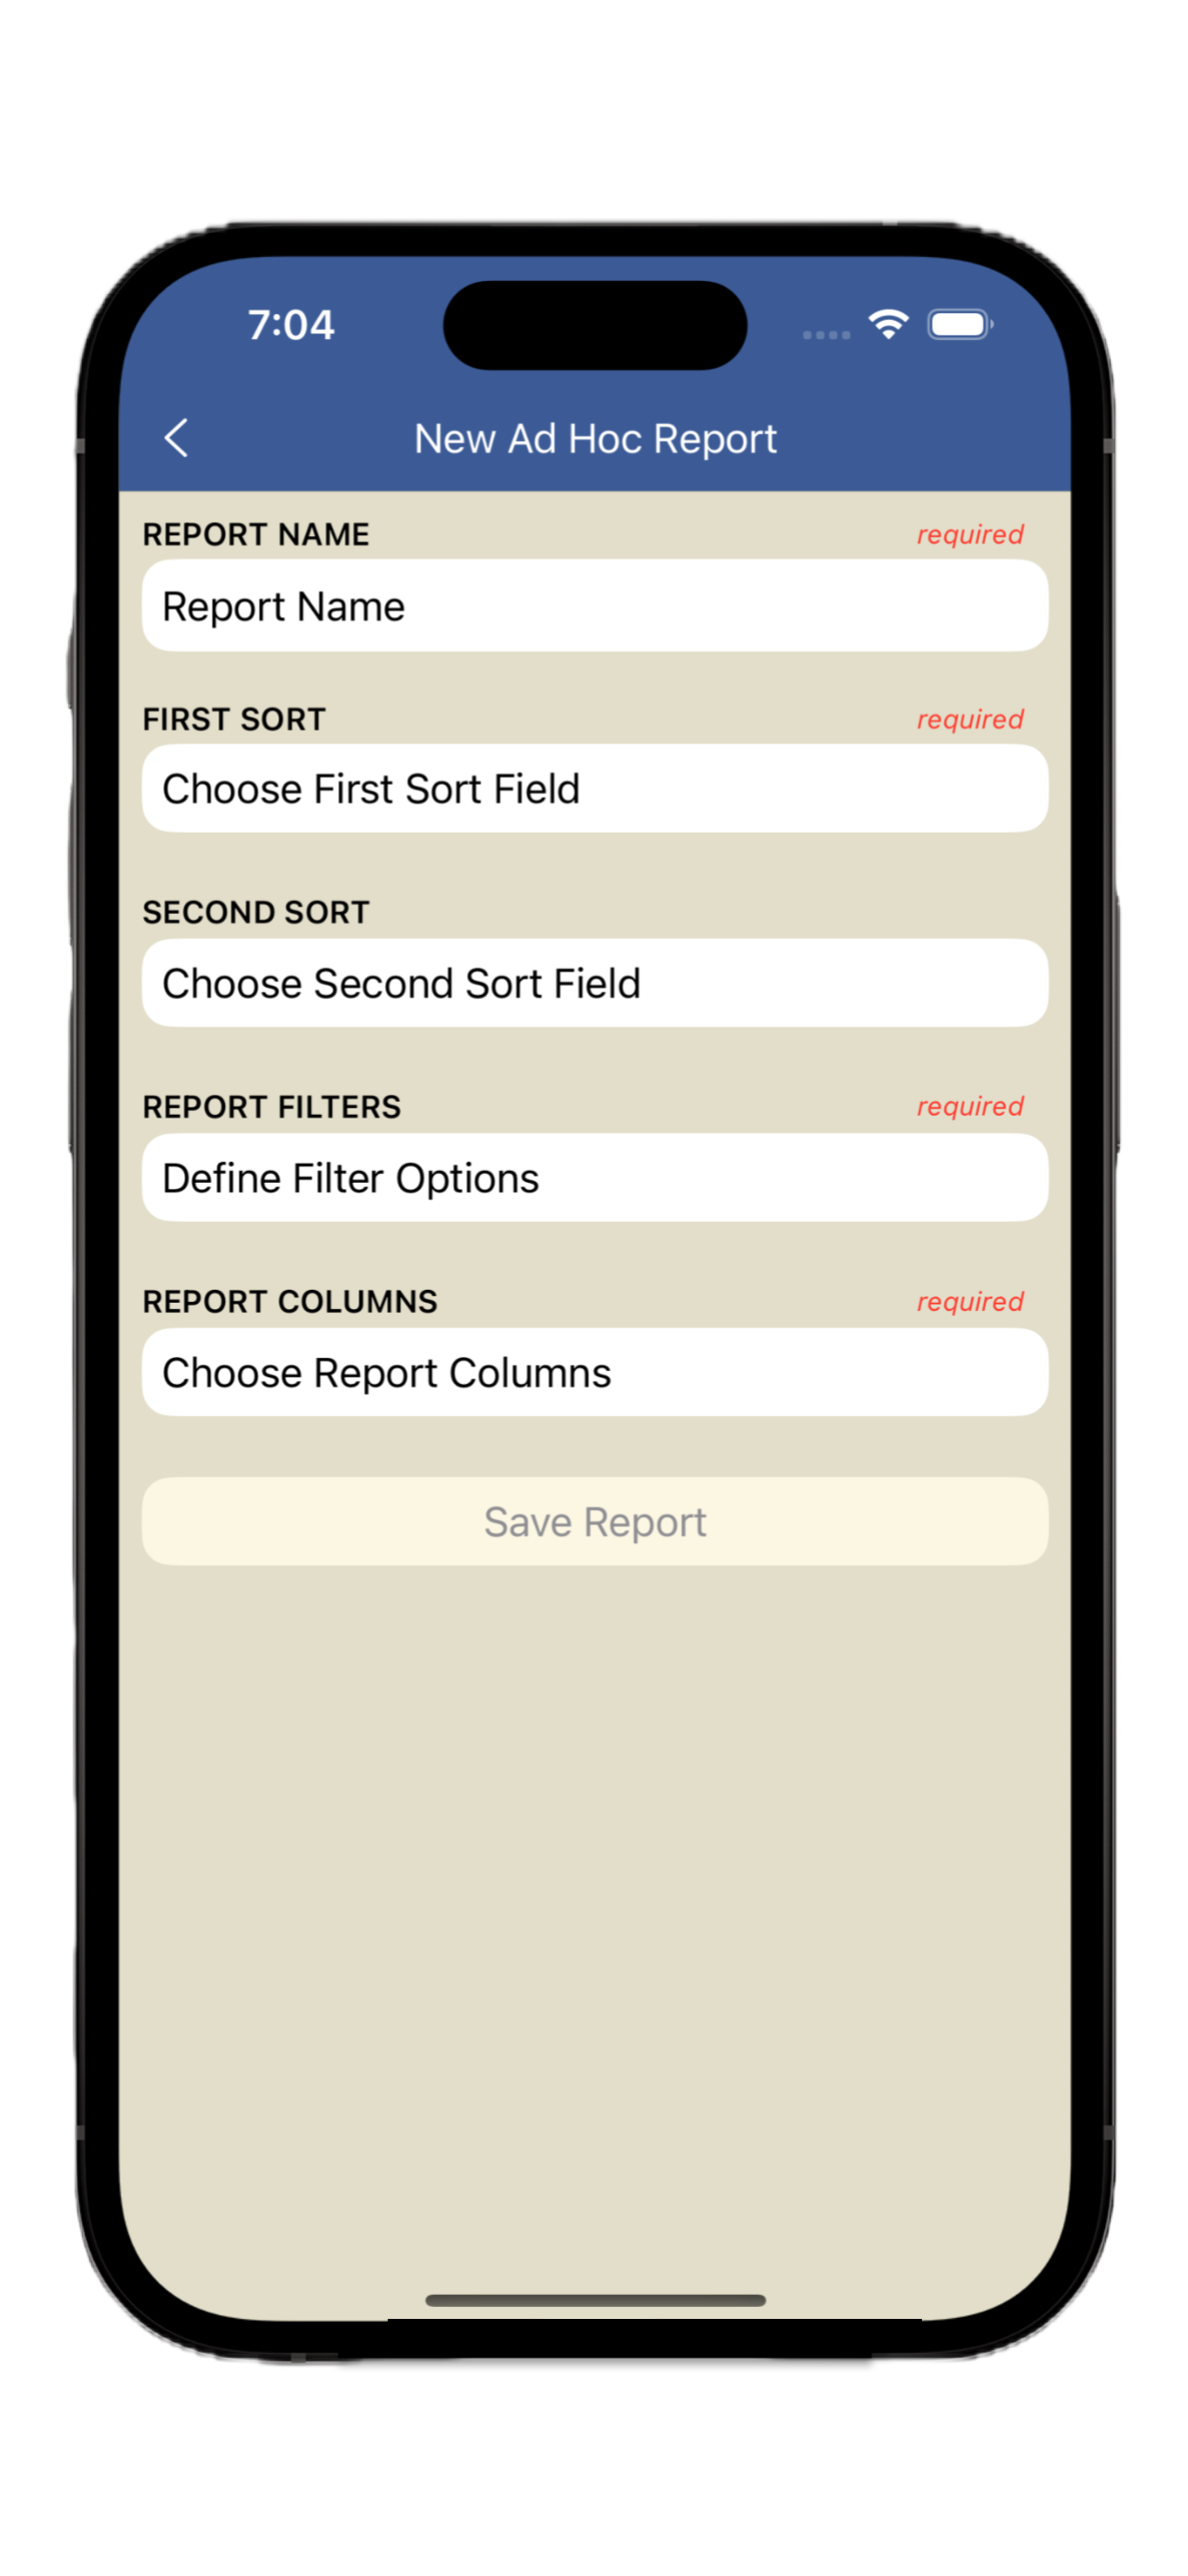 7:04
New Ad Hoc Report
REPORT NAME required
Report Name
FIRST SORT required
Choose First Sort Field
SECOND SORT
Choose Second Sort Field
REPORT FILTERS required
Define Filter Options
REPORT COLUMNS required
Choose Report Columns
Save Report